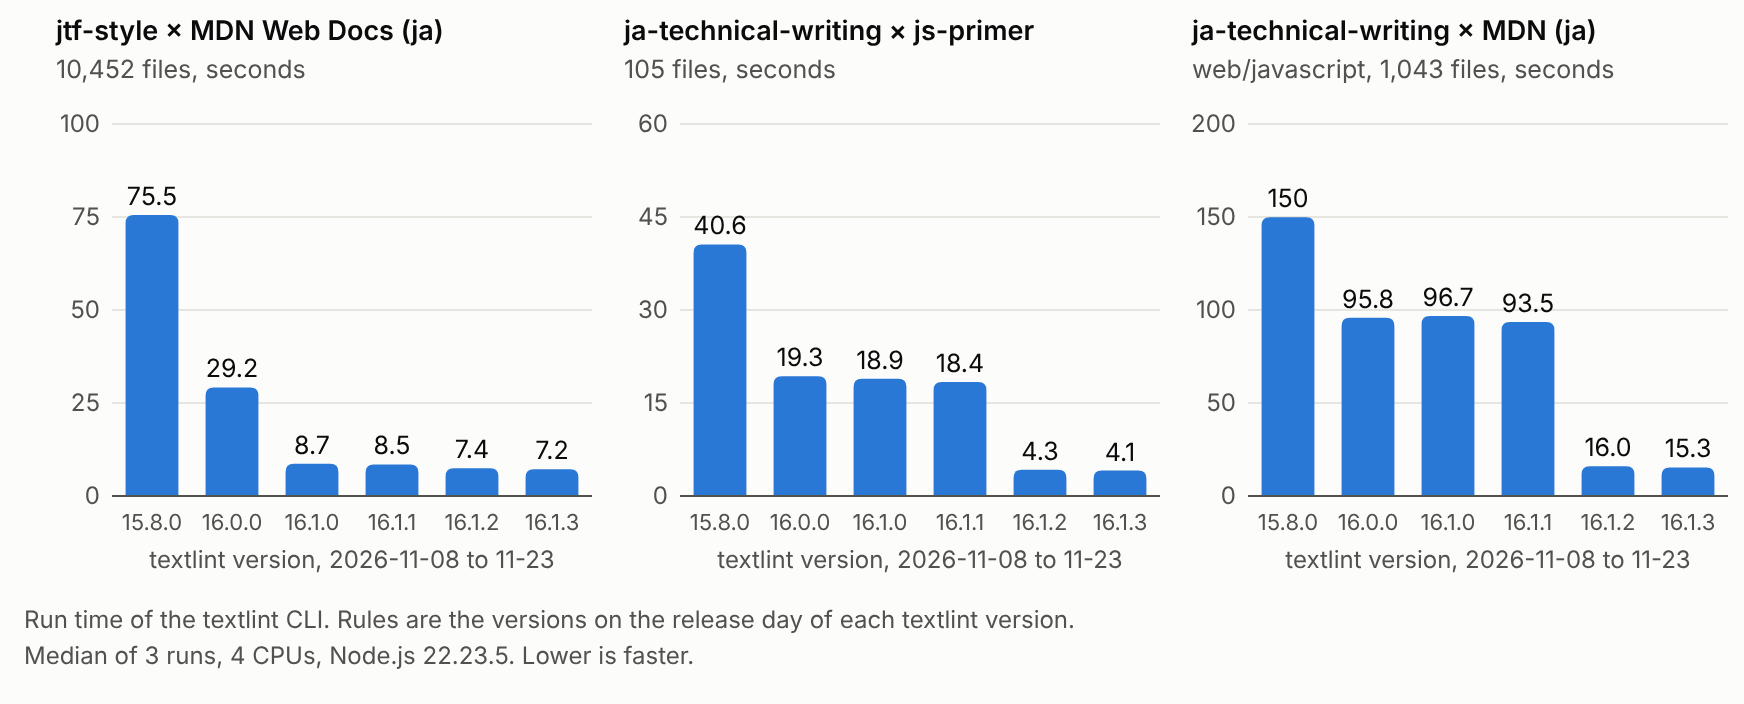 jtf-style × MDN Web Docs (ja)
10,452 files, seconds
100
75
50
25
0
75.5
29.2
8.7
8.5
7.4
7.2
15.8.0 16.0.0 16.1.0 16.1.1 16.1.2 16.1.3
textlint version, 2026-11-08 to 11-23
ja-technical-writing × js-primer
105 files, seconds
60
45
30
15
0
40.6
19.3
18.9
18.4
4.3
4.1
15.8.0 16.0.0 16.1.0 16.1.1 16.1.2 16.1.3
textlint version, 2026-11-08 to 11-23
ja-technical-writing × MDN (ja)
web/javascript, 1,043 files, seconds
200
150
100
50
0
150
95.8
96.7
93.5
16.0
15.3
15.8.0 16.0.0 16.1.0 16.1.1 16.1.2 16.1.3
textlint version, 2026-11-08 to 11-23
Run time of the textlint CLI. Rules are the versions on the release day of each textlint version.
Median of 3 runs, 4 CPUs, Node.js 22.23.5. Lower is faster.